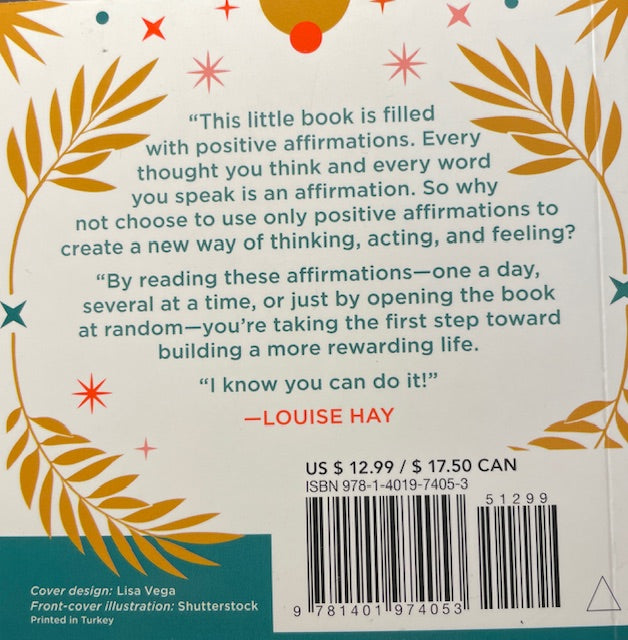 “This little book is filled
with positive affirmations. Every
thought you think and every word
you speak is an affirmation. So why
not choose to use only positive affirmations to
create a new way of thinking, acting, and feeling?
“By reading these affirmations—one a day,
several at a time, or just by opening the book
at random—you’re taking the first step toward
building a more rewarding life.
“I know you can do it!”
—LOUISE HAY
US $ 12.99 / $ 17.50 CAN
ISBN 978-1-4019-7405-3
51299
9 781401 974053
Cover design: Lisa Vega
Front-cover illustration: Shutterstock
Printed in Turkey